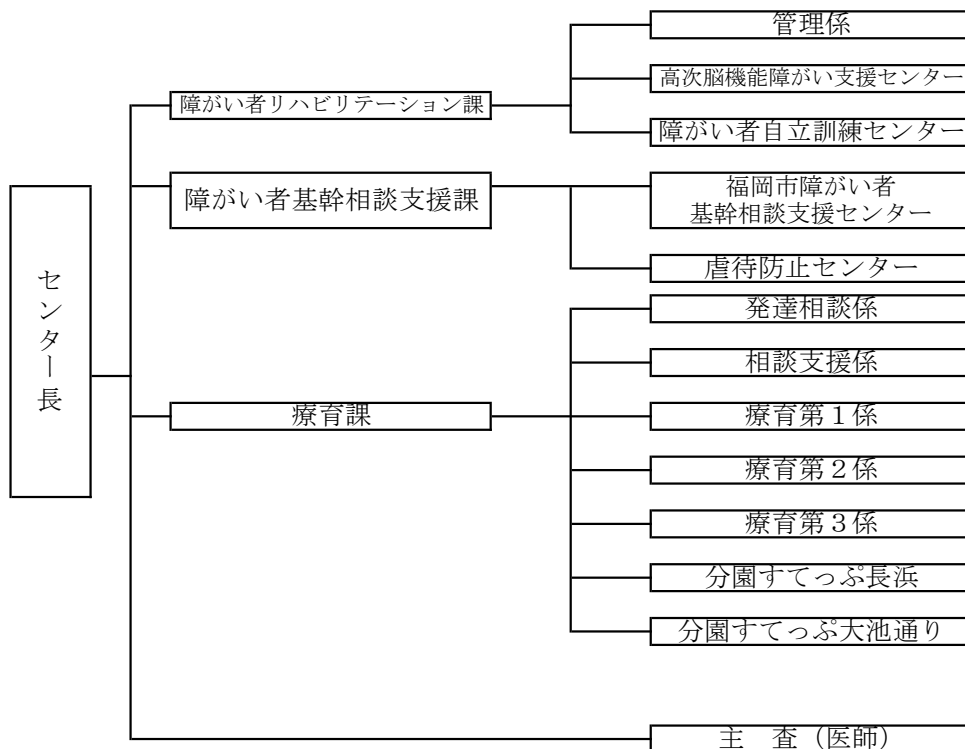 管理係
高次脳機能障がい支援センター
障がい者リハビリテーション課
障がい者自立訓練センター
障がい者基幹相談支援課
福岡市障がい者
基幹相談支援センター
虐待防止センター
センター長
発達相談係
相談支援係
療育課
療育第1係
療育第2係
療育第3係
分園すてっぷ長浜
分園すてっぷ大池通り
主　査（医師）